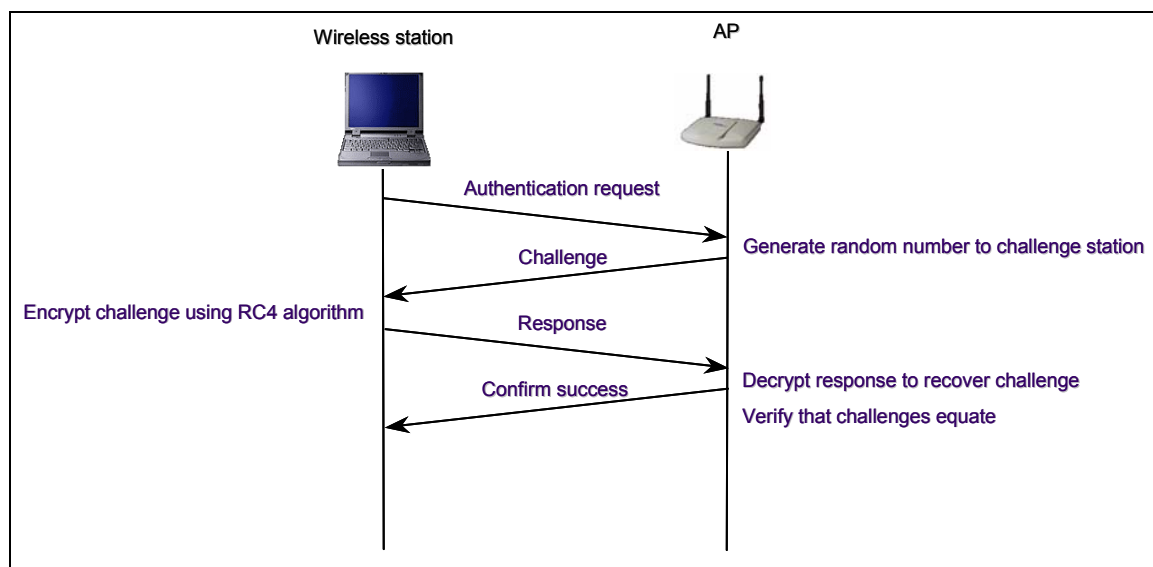 Wireless station
AP
Authentication request
Generate random number to challenge station
Challenge
Encrypt challenge using RC4 algorithm
Response
Decrypt response to recover challenge
Confirm success
Verify that challenges equate